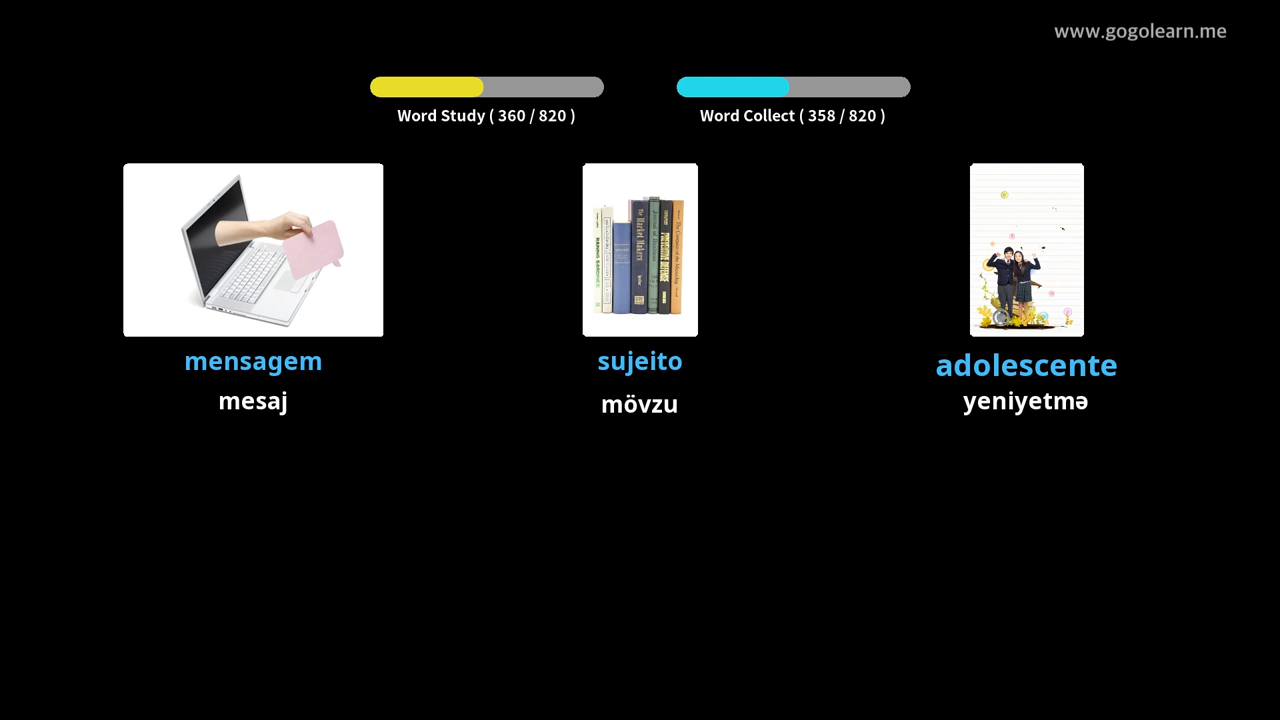 www.gogolearn.me
Word Study ( 360 / 820 )
Word Collect ( 358 / 820 )
mensagem
mesaj
sujeito
mövzu
adolescente
yeniyetmə